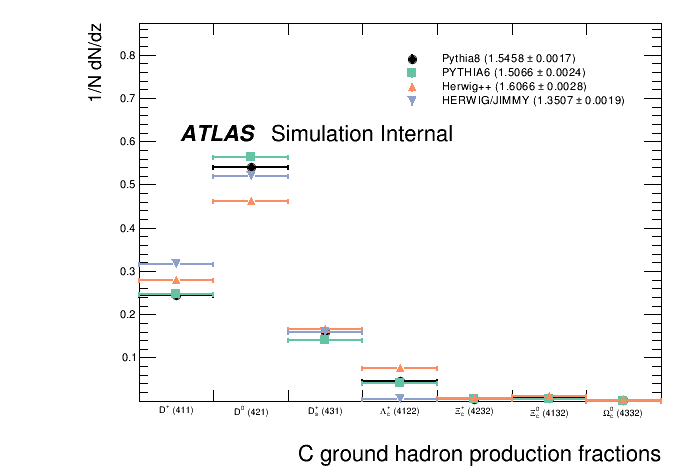 1/N dN/dz
0.8
0.7
0.6
0.5
0.4
0.3
0.2
0.1
Pythia8 (1.5458 ± 0.0017)
PYTHIA6 (1.5066 ± 0.0024)
Herwig++ (1.6066 ± 0.0028)
HERWIG/JIMMY (1.3507 ± 0.0019)
ATLAS Simulation Internal
D⁺ (411) D⁰ (421) D⁺ₛ (431) Λ⁺c (4122) Ξ⁺c (4232) Ξ⁰c (4132) Ω⁰c (4332)
C ground hadron production fractions